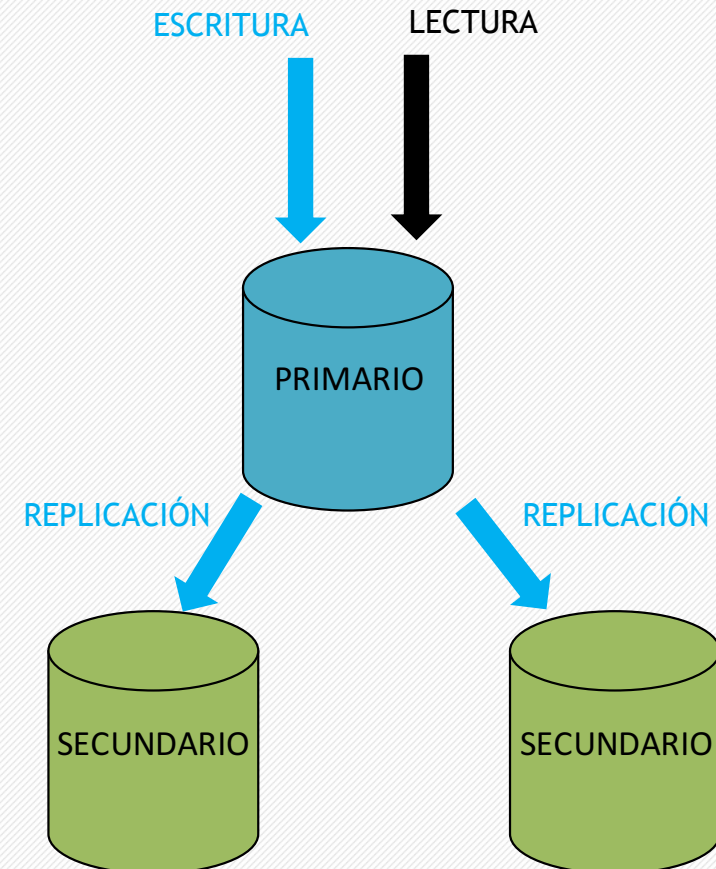 ESCRITURA
LECTURA
PRIMARIO
REPLICACIÓN
REPLICACIÓN
SECUNDARIO
SECUNDARIO